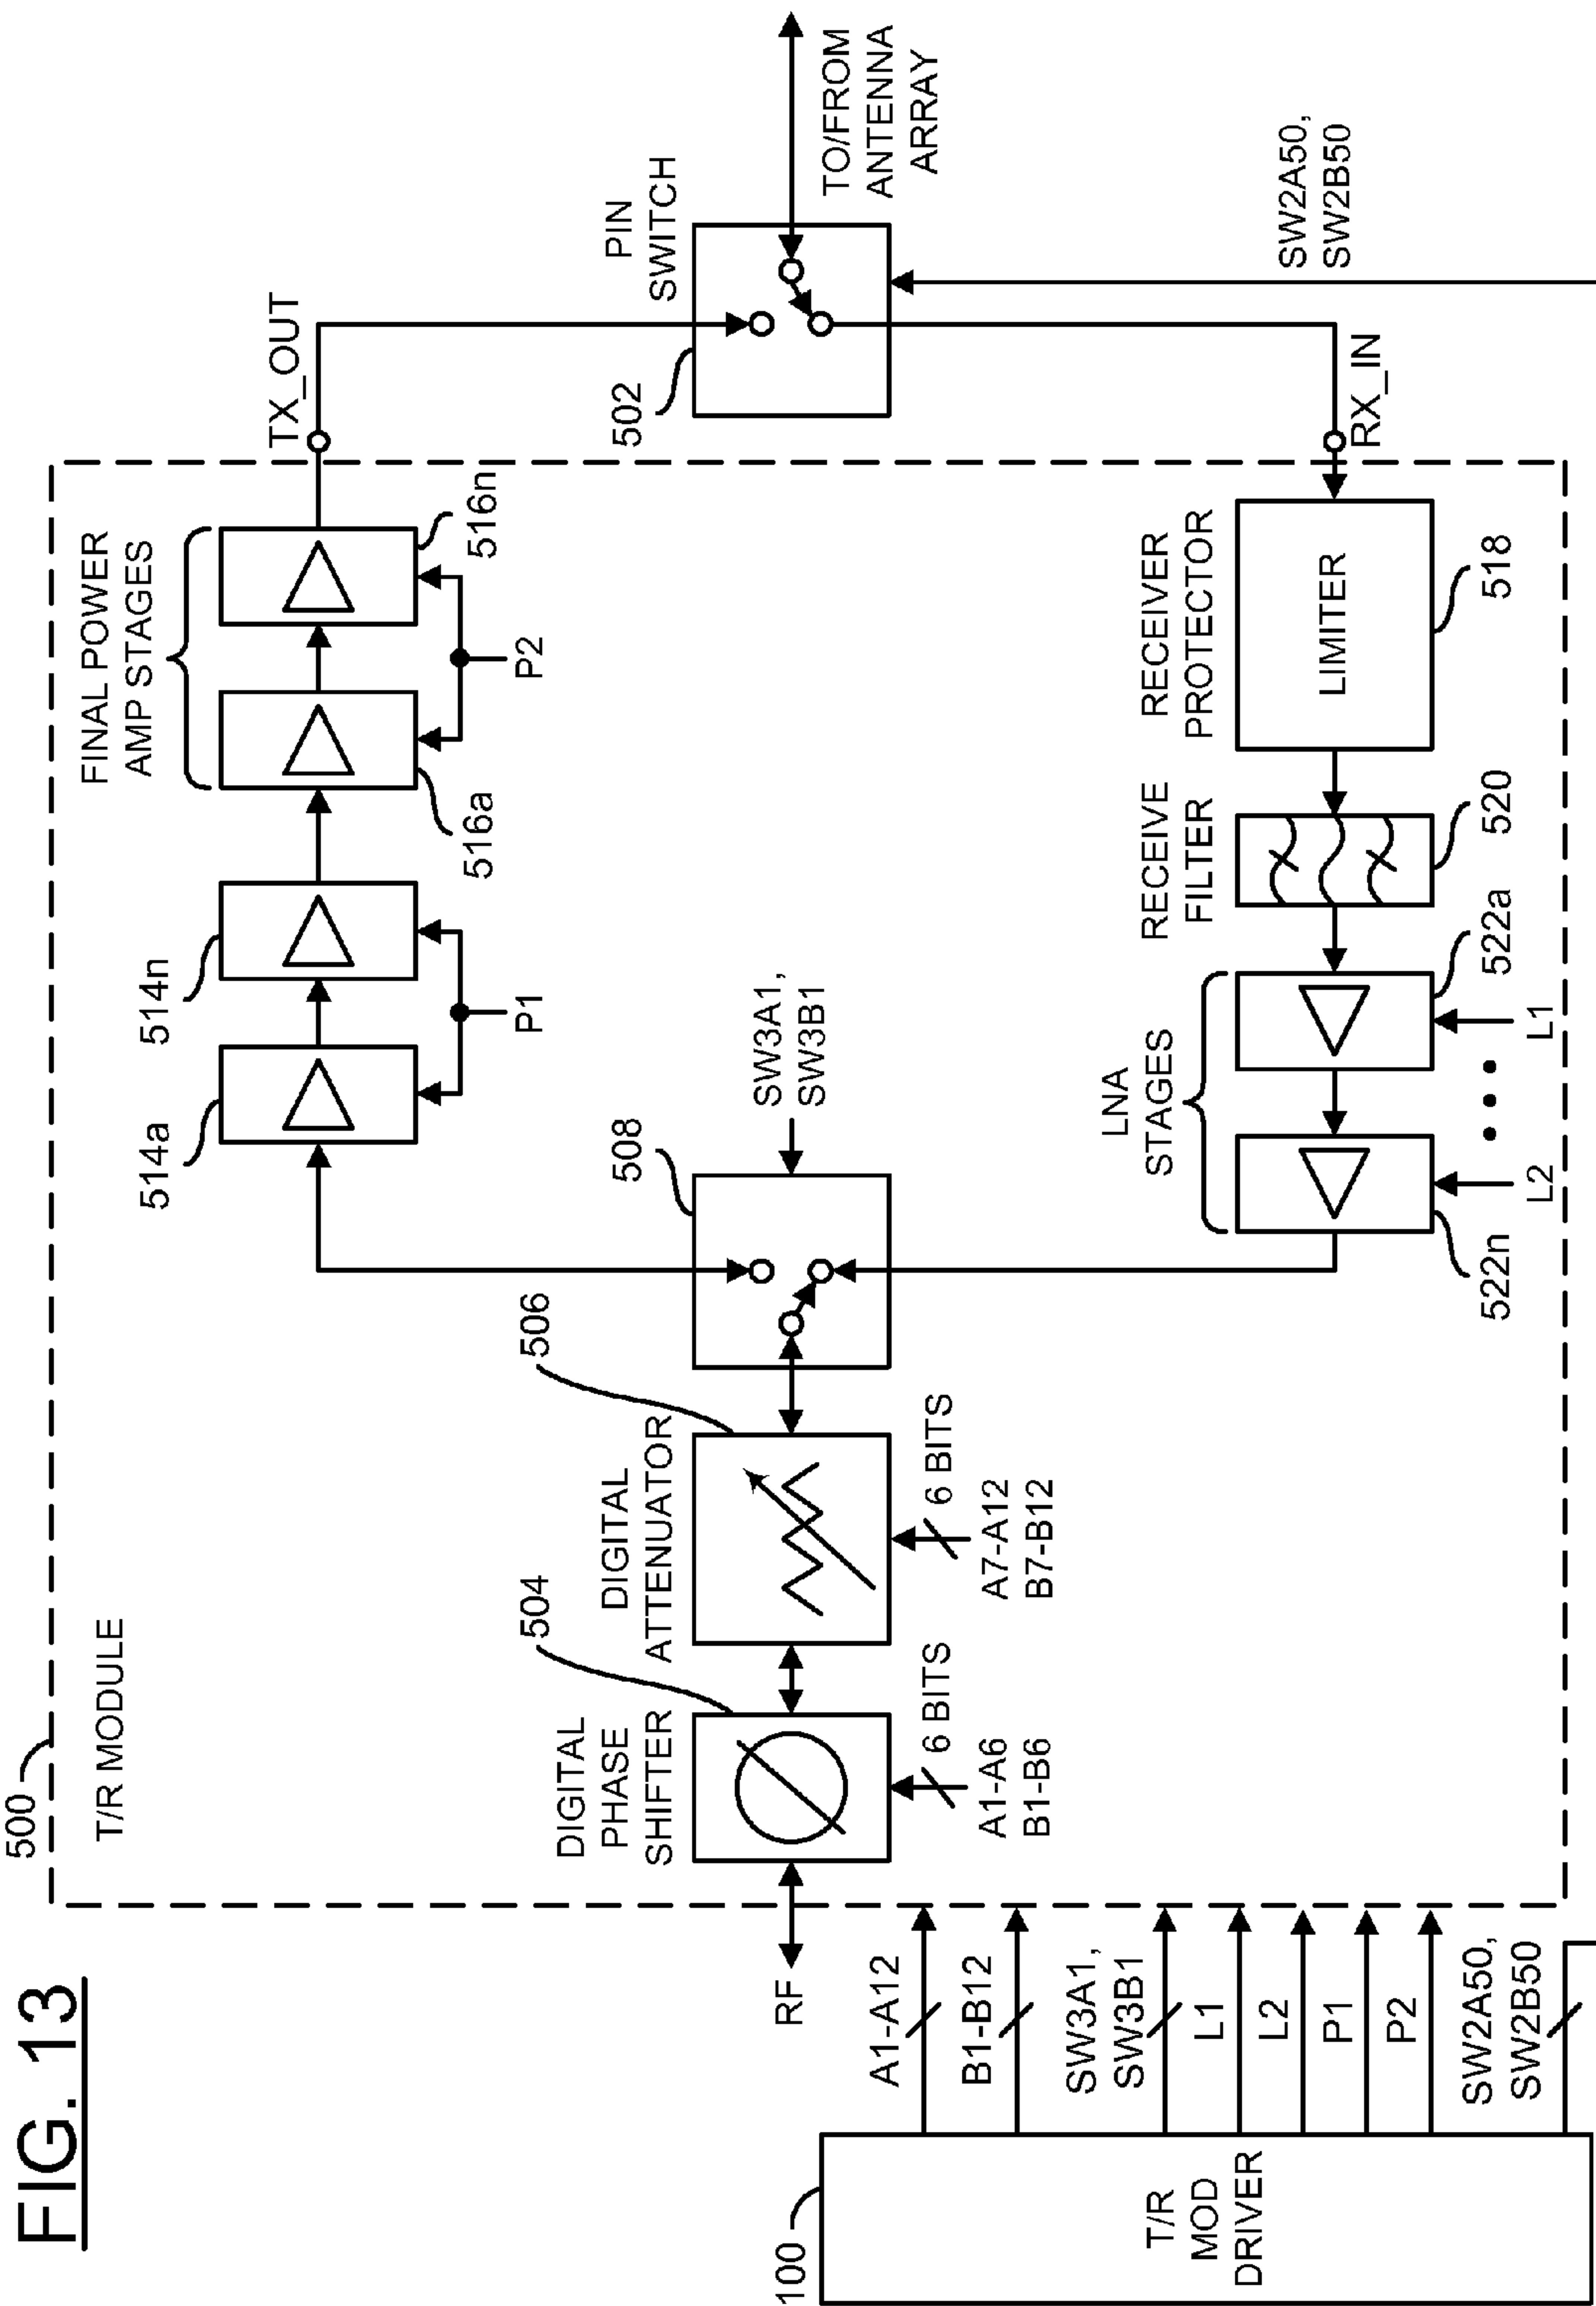 FIG. 13
500
T/R MODULE
FINAL POWER
AMP STAGES
514a
514n
516a
516n
P1
P2
TX_OUT
PIN
SWITCH
502
TO/FROM
ANTENNA
ARRAY
SW2A50,
SW2B50
RF
DIGITAL
PHASE
SHIFTER
504
6 BITS
A1-A6
B1-B6
DIGITAL
ATTENUATOR
506
6 BITS
A7-A12
B7-B12
508
SW3A1,
SW3B1
LNA
STAGES
522n
522a
L2
L1
RECEIVE
FILTER
520
RECEIVER
PROTECTOR
LIMITER
518
RX_IN
100
T/R
MOD
DRIVER
A1-A12
B1-B12
SW3A1,
SW3B1
L1
L2
P1
P2
SW2A50,
SW2B50